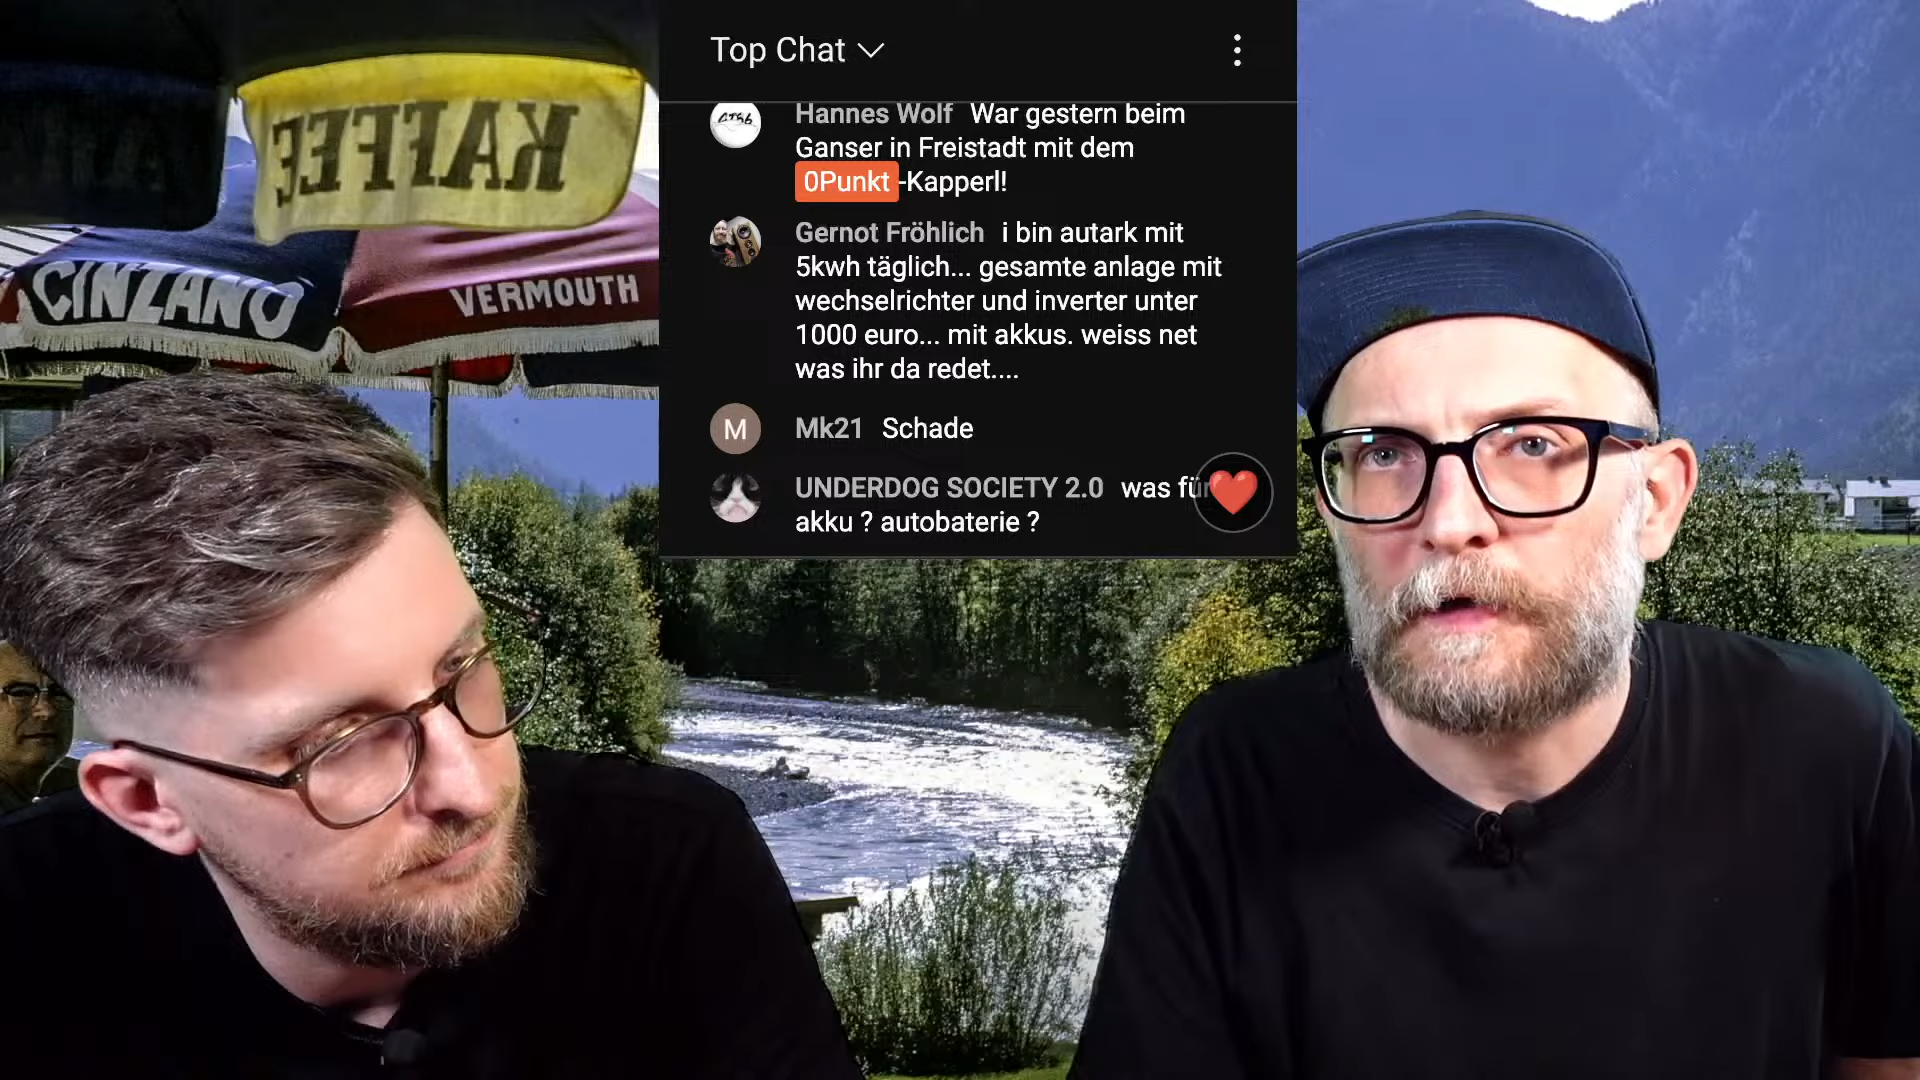 Top Chat
Hannes Wolf War gestern beim
Ganser in Freistadt mit dem
0Punkt -Kapperl!
Gernot Fröhlich i bin autark mit
5kwh täglich... gesamte anlage mit
wechselrichter und inverter unter
1000 euro... mit akkus. weiss net
was ihr da redet....
M
Mk21 Schade
UNDERDOG SOCIETY 2.0 was für
akku ? autobaterie ?
KAFFEE
CINZANO
VERMOUTH